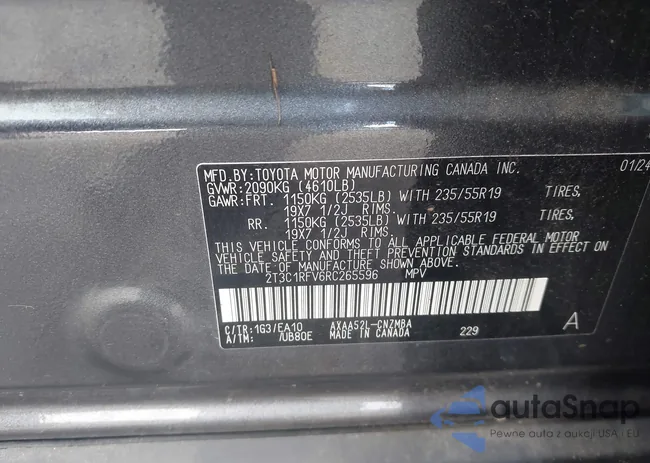 MFD.BY:TOYOTA MOTOR MANUFACTURING CANADA INC. 01/24
GVWR:2090KG (4610LB)
GAWR:FRT. 1150KG (2535LB) WITH 235/55R19 TIRES,
19X7 1/2J RIMS.
RR. 1150KG (2535LB) WITH 235/55R19 TIRES,
19X7 1/2J RIMS.
THIS VEHICLE CONFORMS TO ALL APPLICABLE FEDERAL MOTOR
VEHICLE SAFETY AND THEFT PREVENTION STANDARDS IN EFFECT ON
THE DATE OF MANUFACTURE SHOWN ABOVE.
2T3C1RFV6RC265596 MPV
C/TR:1G3/EA10 AXAA52L-CNZMBA 229 A
A/TM: /UB80E MADE IN CANADA
autaSnap
Pewne auta z aukcji USA i EU